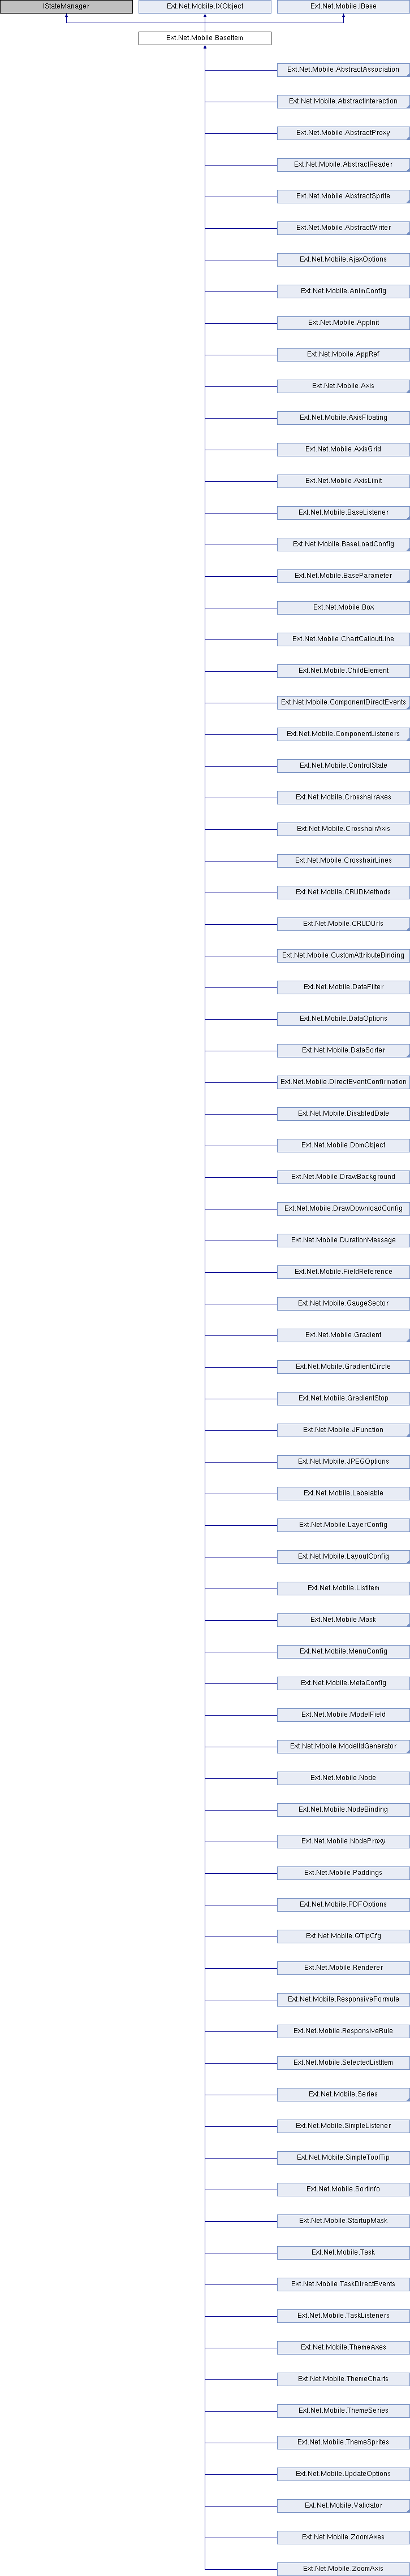 IStateManager
Ext.Net.Mobile.IXObject
Ext.Net.Mobile.IBase
Ext.Net.Mobile.BaseItem
Ext.Net.Mobile.AbstractAssociation
Ext.Net.Mobile.AbstractInteraction
Ext.Net.Mobile.AbstractProxy
Ext.Net.Mobile.AbstractReader
Ext.Net.Mobile.AbstractSprite
Ext.Net.Mobile.AbstractWriter
Ext.Net.Mobile.AjaxOptions
Ext.Net.Mobile.AnimConfig
Ext.Net.Mobile.AppInit
Ext.Net.Mobile.AppRef
Ext.Net.Mobile.Axis
Ext.Net.Mobile.AxisFloating
Ext.Net.Mobile.AxisGrid
Ext.Net.Mobile.AxisLimit
Ext.Net.Mobile.BaseListener
Ext.Net.Mobile.BaseLoadConfig
Ext.Net.Mobile.BaseParameter
Ext.Net.Mobile.Box
Ext.Net.Mobile.ChartCalloutLine
Ext.Net.Mobile.ChildElement
Ext.Net.Mobile.ComponentDirectEvents
Ext.Net.Mobile.ComponentListeners
Ext.Net.Mobile.ControlState
Ext.Net.Mobile.CrosshairAxes
Ext.Net.Mobile.CrosshairAxis
Ext.Net.Mobile.CrosshairLines
Ext.Net.Mobile.CRUDMethods
Ext.Net.Mobile.CRUDUrls
Ext.Net.Mobile.CustomAttributeBinding
Ext.Net.Mobile.DataFilter
Ext.Net.Mobile.DataOptions
Ext.Net.Mobile.DataSorter
Ext.Net.Mobile.DirectEventConfirmation
Ext.Net.Mobile.DisabledDate
Ext.Net.Mobile.DomObject
Ext.Net.Mobile.DrawBackground
Ext.Net.Mobile.DrawDownloadConfig
Ext.Net.Mobile.DurationMessage
Ext.Net.Mobile.FieldReference
Ext.Net.Mobile.GaugeSector
Ext.Net.Mobile.Gradient
Ext.Net.Mobile.GradientCircle
Ext.Net.Mobile.GradientStop
Ext.Net.Mobile.JFunction
Ext.Net.Mobile.JPEGOptions
Ext.Net.Mobile.Labelable
Ext.Net.Mobile.LayerConfig
Ext.Net.Mobile.LayoutConfig
Ext.Net.Mobile.ListItem
Ext.Net.Mobile.Mask
Ext.Net.Mobile.MenuConfig
Ext.Net.Mobile.MetaConfig
Ext.Net.Mobile.ModelField
Ext.Net.Mobile.ModelIdGenerator
Ext.Net.Mobile.Node
Ext.Net.Mobile.NodeBinding
Ext.Net.Mobile.NodeProxy
Ext.Net.Mobile.Paddings
Ext.Net.Mobile.PDFOptions
Ext.Net.Mobile.QTipCfg
Ext.Net.Mobile.Renderer
Ext.Net.Mobile.ResponsiveFormula
Ext.Net.Mobile.ResponsiveRule
Ext.Net.Mobile.SelectedListItem
Ext.Net.Mobile.Series
Ext.Net.Mobile.SimpleListener
Ext.Net.Mobile.SimpleToolTip
Ext.Net.Mobile.SortInfo
Ext.Net.Mobile.StartupMask
Ext.Net.Mobile.Task
Ext.Net.Mobile.TaskDirectEvents
Ext.Net.Mobile.TaskListeners
Ext.Net.Mobile.ThemeAxes
Ext.Net.Mobile.ThemeCharts
Ext.Net.Mobile.ThemeSeries
Ext.Net.Mobile.ThemeSprites
Ext.Net.Mobile.UpdateOptions
Ext.Net.Mobile.Validator
Ext.Net.Mobile.ZoomAxes
Ext.Net.Mobile.ZoomAxis